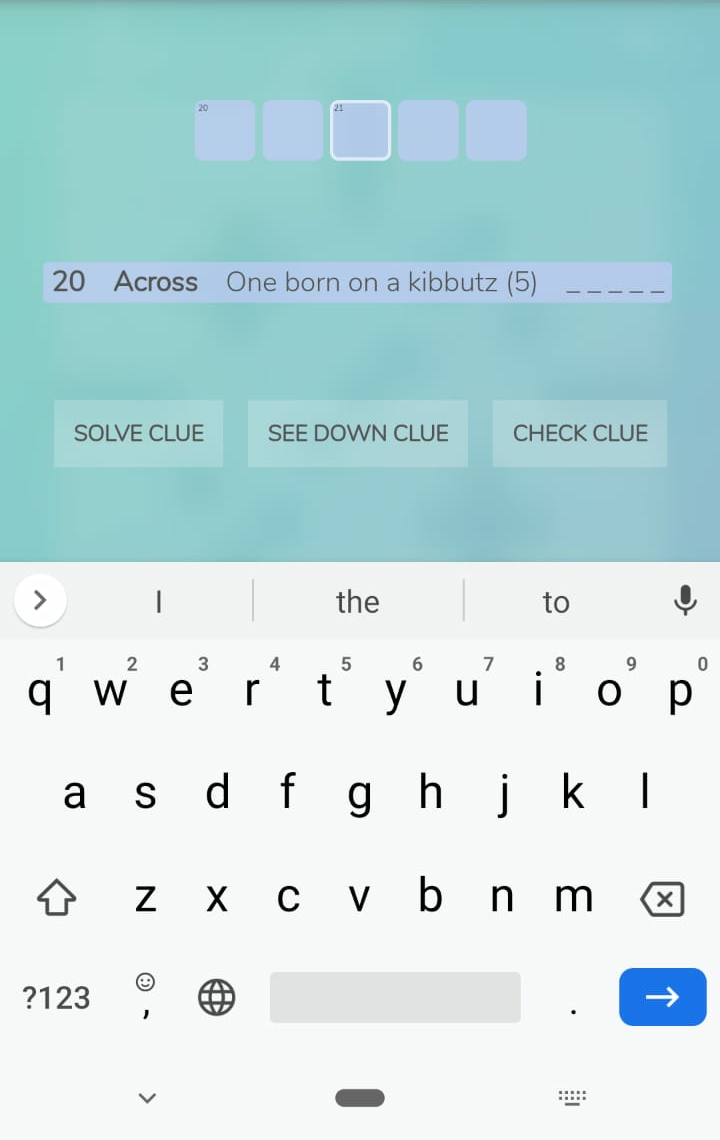 20 21
20 Across One born on a kibbutz (5) _ _ _ _ _
SOLVE CLUE SEE DOWN CLUE CHECK CLUE
I the to
1 2 3 4 5 6 7 8 9 0
q w e r t y u i o p
a s d f g h j k l
z x c v b n m
?123 , .